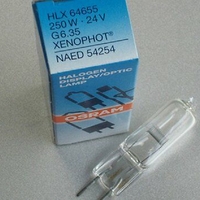 HLX 64655
250 W · 24 V
G6.35
XENOPHOT®
NAED 54254
HALOGEN
DISPLAY/OPTIC
LAMP
OSRAM